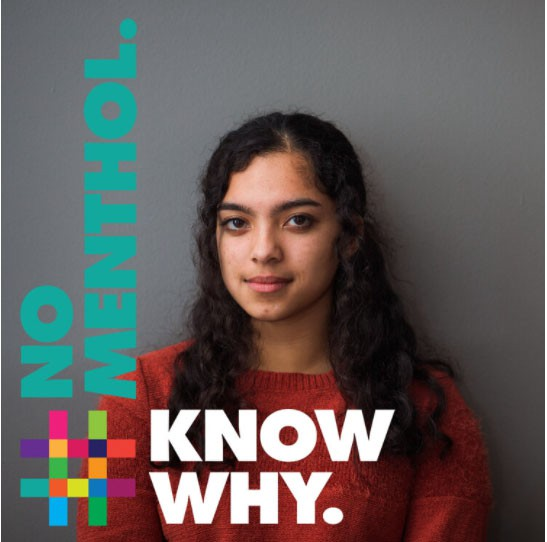 #
NO
MENTHOL.
KNOW
WHY.